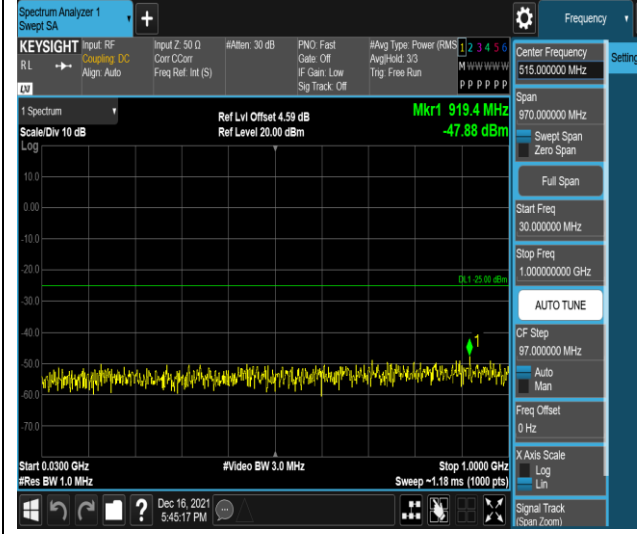 Spectrum Analyzer 1
Swept SA
+
Frequency
KEYSIGHT
RL
LXI
Input: RF
Coupling: DC
Align: Auto
Input Z: 50 Ω
Corr CCorr
Freq Ref: Int (S)
#Atten: 30 dB
PNO: Fast
Gate: Off
IF Gain: Low
Sig Track: Off
#Avg Type: Power (RMS
Avg|Hold: 3/3
Trig: Free Run
1 2 3 4 5 6
M W W W W W
P P P P P P
1 Spectrum
Scale/Div 10 dB
Log
Ref Lvl Offset 4.59 dB
Ref Level 20.00 dBm
Mkr1 919.4 MHz
-47.88 dBm
10.0
0.00
-10.0
-20.0
DL1 -25.00 dBm
-30.0
-40.0
1
-50.0
-60.0
-70.0
Start 0.0300 GHz
#Res BW 1.0 MHz
#Video BW 3.0 MHz
Stop 1.0000 GHz
Sweep ~1.18 ms (1000 pts)
?
Dec 16, 2021
5:45:17 PM
Center Frequency
515.000000 MHz
Span
970.000000 MHz
Swept Span
Zero Span
Full Span
Start Freq
30.000000 MHz
Stop Freq
1.000000000 GHz
AUTO TUNE
CF Step
97.000000 MHz
Auto
Man
Freq Offset
0 Hz
X Axis Scale
Log
Lin
Signal Track
(Span Zoom)
Setting